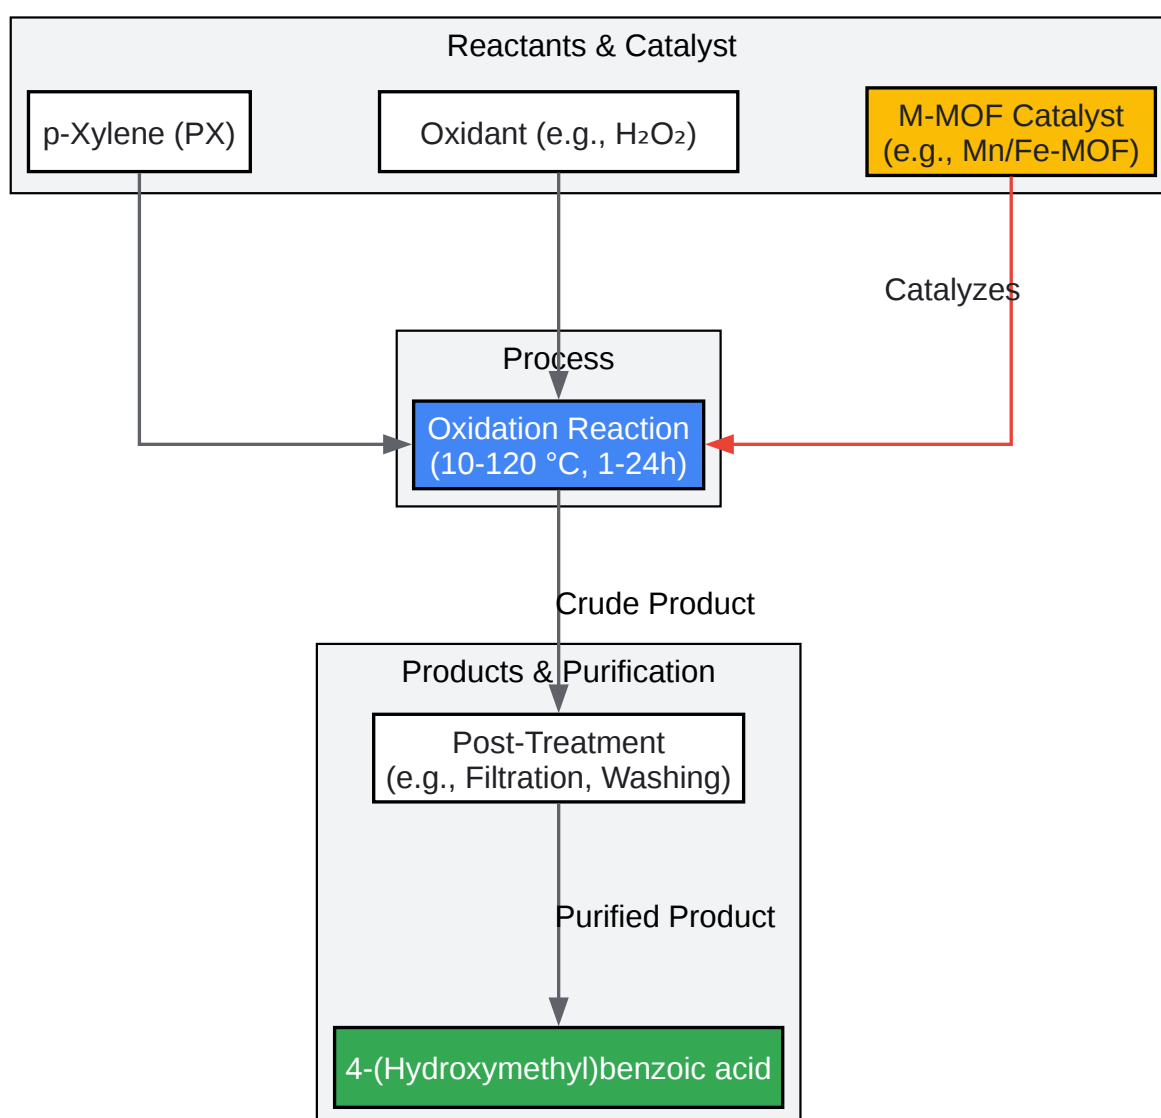 Reactants & Catalyst
p-Xylene (PX)
Oxidant (e.g., H₂O₂)
M-MOF Catalyst
(e.g., Mn/Fe-MOF)
Catalyzes
Process
Oxidation Reaction
(10-120 °C, 1-24h)
Crude Product
Products & Purification
Post-Treatment
(e.g., Filtration, Washing)
Purified Product
4-(Hydroxymethyl)benzoic acid